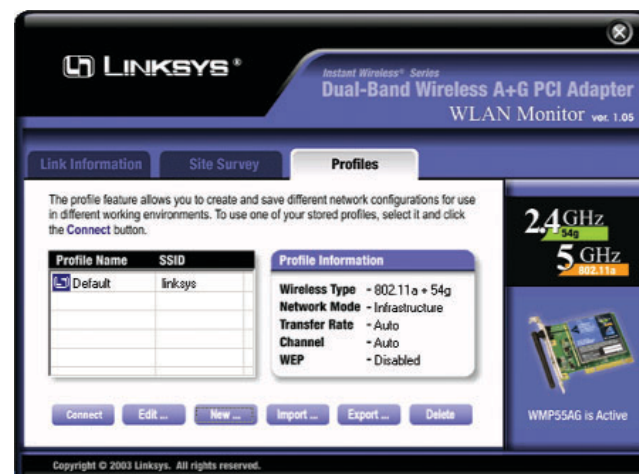 LINKSYS®
Instant Wireless® Series
Dual-Band Wireless A+G PCI Adapter
WLAN Monitor ver. 1.05
Link Information
Site Survey
Profiles
The profile feature allows you to create and save different network configurations for use
in different working environments. To use one of your stored profiles, select it and click
the Connect button.
Profile Name SSID
Default linksys
Profile Information
Wireless Type - 802.11a + 54g
Network Mode - Infrastructure
Transfer Rate - Auto
Channel - Auto
WEP - Disabled
2.4GHz
54g
5 GHz
802.11a
Connect
Edit ...
New ...
Import ...
Export ...
Delete
WMP55AG is Active
Copyright © 2003 Linksys. All rights reserved.